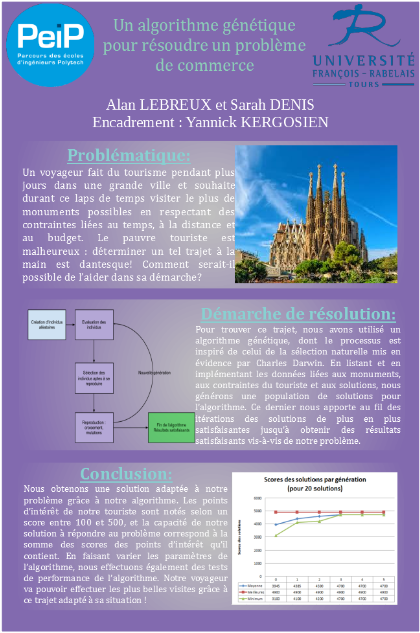 PeiP
Parcours des écoles
d'ingénieurs Polytech
Un algorithme génétique
pour résoudre un problème
de commerce
UNIVERSITÉ
FRANÇOIS - RABELAIS
TOURS
Alan LEBREUX et Sarah DENIS
Encadrement : Yannick KERGOSIEN
Problématique:
Un voyageur fait du tourisme pendant plus
jours dans une grande ville et souhaite
durant ce laps de temps visiter le plus de
monuments possibles en respectant des
contraintes liées au temps, à la distance et
au budget. Le pauvre touriste est
malheureux : déterminer un tel trajet à la
main est dantesque! Comment serait-il
possible de l'aider dans sa démarche?
Démarche de résolution:
Pour trouver ce trajet, nous avons utilisé un
algorithme génétique, dont le processus est
inspiré de celui de la sélection naturelle mis en
évidence par Charles Darwin. En listant et en
implémentant les données liées aux monuments,
aux contraintes du touriste et aux solutions, nous
générons une population de solutions pour
l'algorithme. Ce dernier nous apporte au fil des
itérations des solutions de plus en plus
satisfaisantes jusqu'à obtenir des résultats
satisfaisants vis-à-vis de notre problème.
Création d'individus
aléatoires
Evaluation des
individus
Sélection des
individus aptes à se
reproduire
Nouvelle génération
Reproduction :
croisement
mutations
Fin de l'algorithme
Résultats satisfaisants
Conclusion:
Nous obtenons une solution adaptée à notre
problème grâce à notre algorithme. Les points
d'intérêt de notre touriste sont notés selon un
score entre 100 et 500, et la capacité de notre
solution à répondre au problème correspond à la
somme des scores des points d'intérêt qu'il
contient. En faisant varier les paramètres de
l'algorithme, nous effectuons également des tests
de performance de l'algorithme. Notre voyageur
va pouvoir effectuer les plus belles visites grâce à
ce trajet adapté à sa situation !
Scores des solutions par génération
(pour 20 solutions)
6000
5000
4000
3000
2000
1000
0
Score des solutions
Moyenne
Meilleure
Minimum